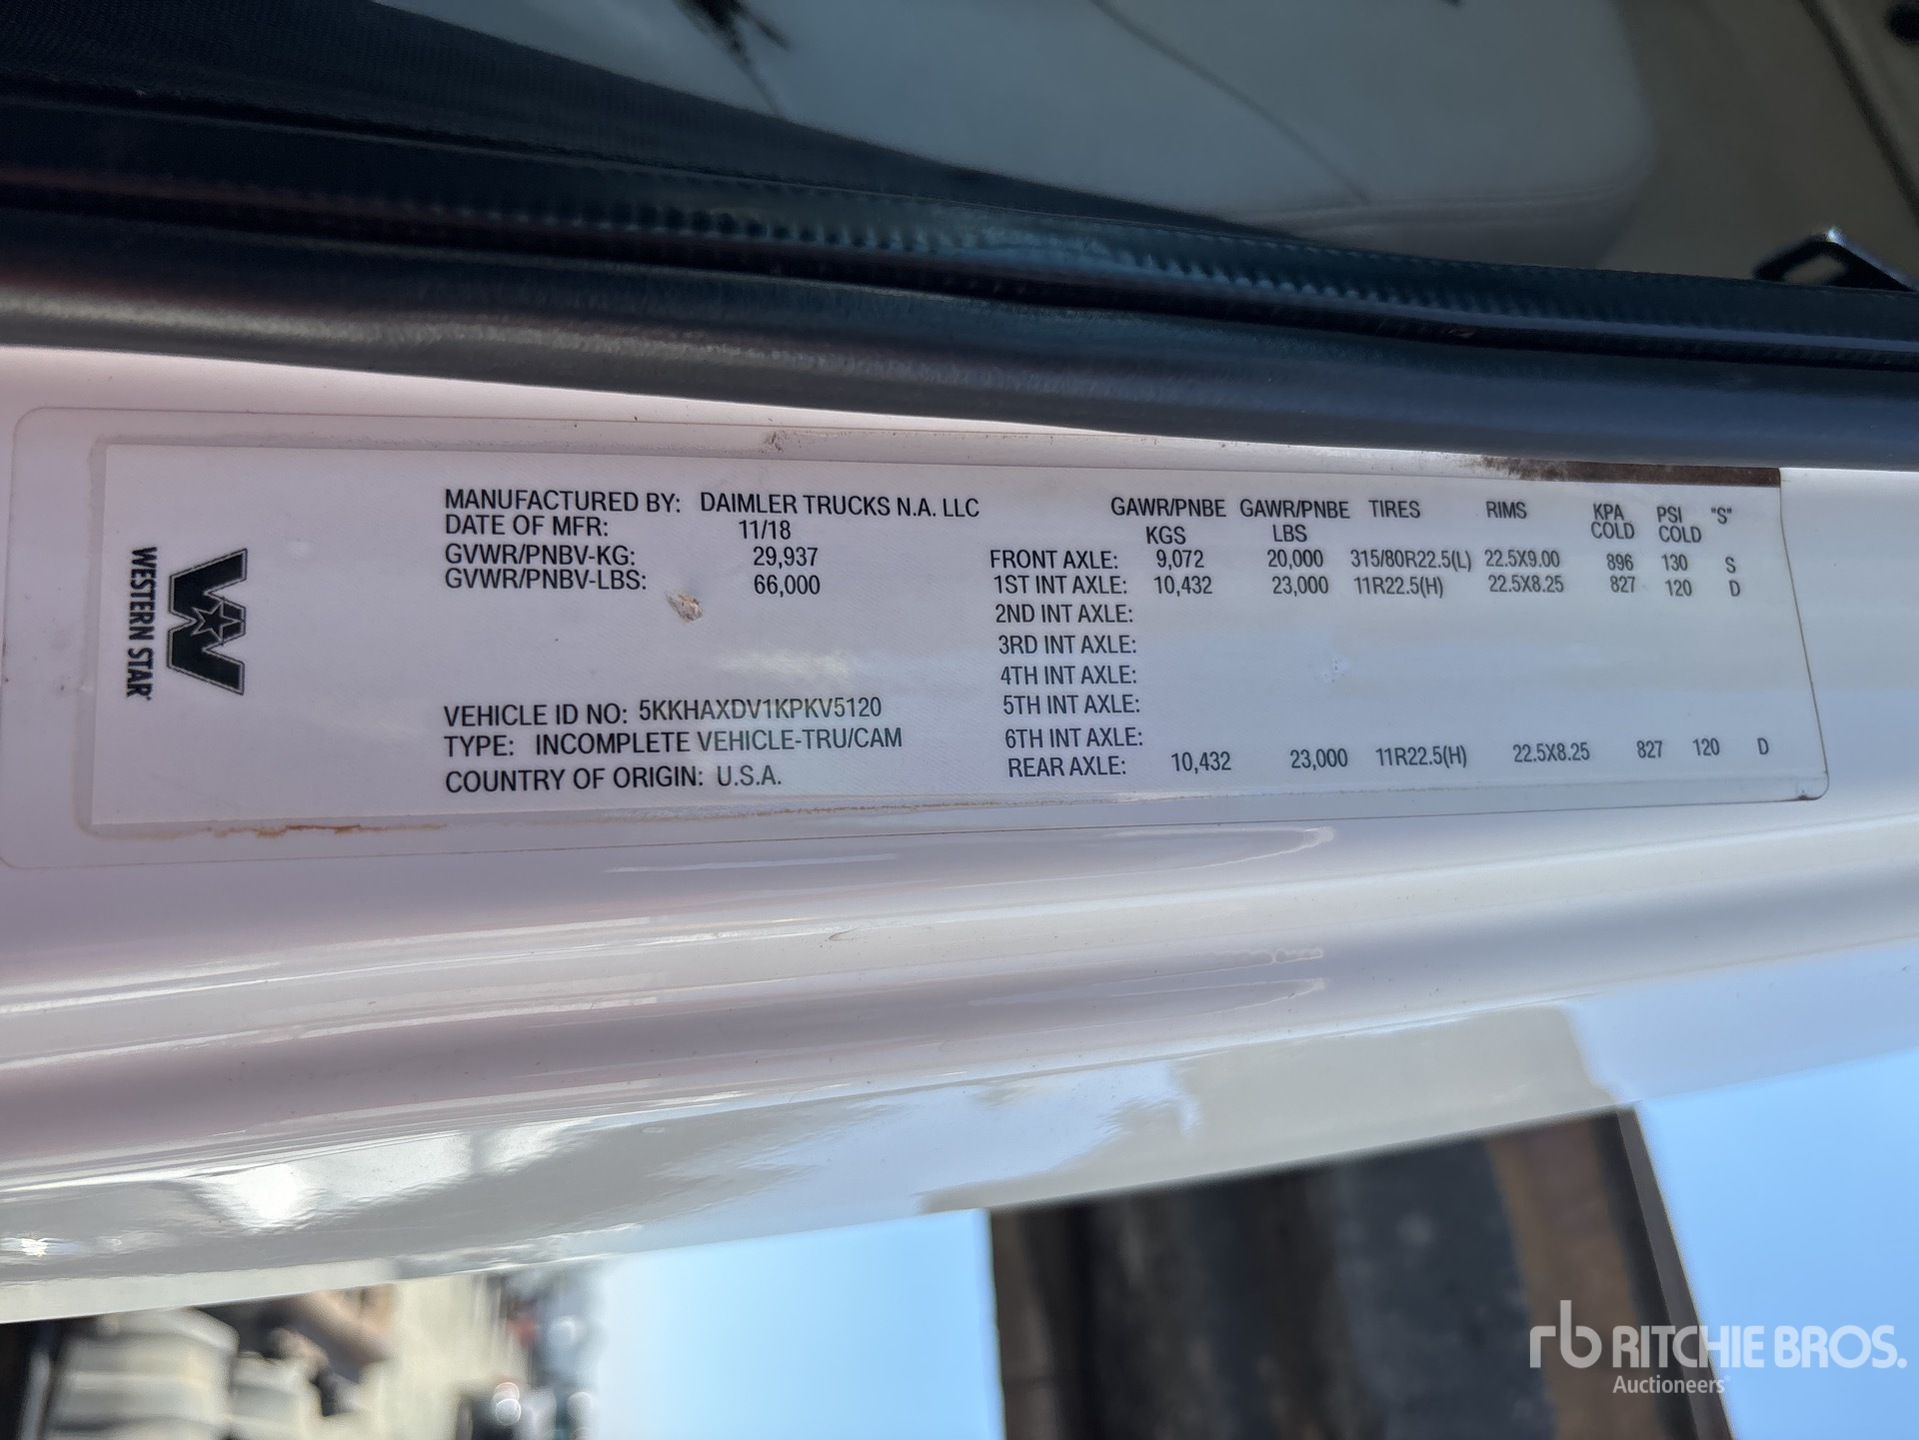 WESTERN STAR
MANUFACTURED BY: DAIMLER TRUCKS N.A. LLC
DATE OF MFR: 11/18
GVWR/PNBV-KG: 29,937
GVWR/PNBV-LBS: 66,000
VEHICLE ID NO: 5KKHAXDV1KPKV5120
TYPE: INCOMPLETE VEHICLE-TRU/CAM
COUNTRY OF ORIGIN: U.S.A.
GAWR/PNBE GAWR/PNBE TIRES RIMS KPA PSI "S"
KGS LBS COLD COLD
FRONT AXLE: 9,072 20,000 315/80R22.5(L) 22.5X9.00 896 130 S
1ST INT AXLE: 10,432 23,000 11R22.5(H) 22.5X8.25 827 120 D
2ND INT AXLE:
3RD INT AXLE:
4TH INT AXLE:
5TH INT AXLE:
6TH INT AXLE:
REAR AXLE: 10,432 23,000 11R22.5(H) 22.5X8.25 827 120 D
rb RITCHIE BROS.
Auctioneers